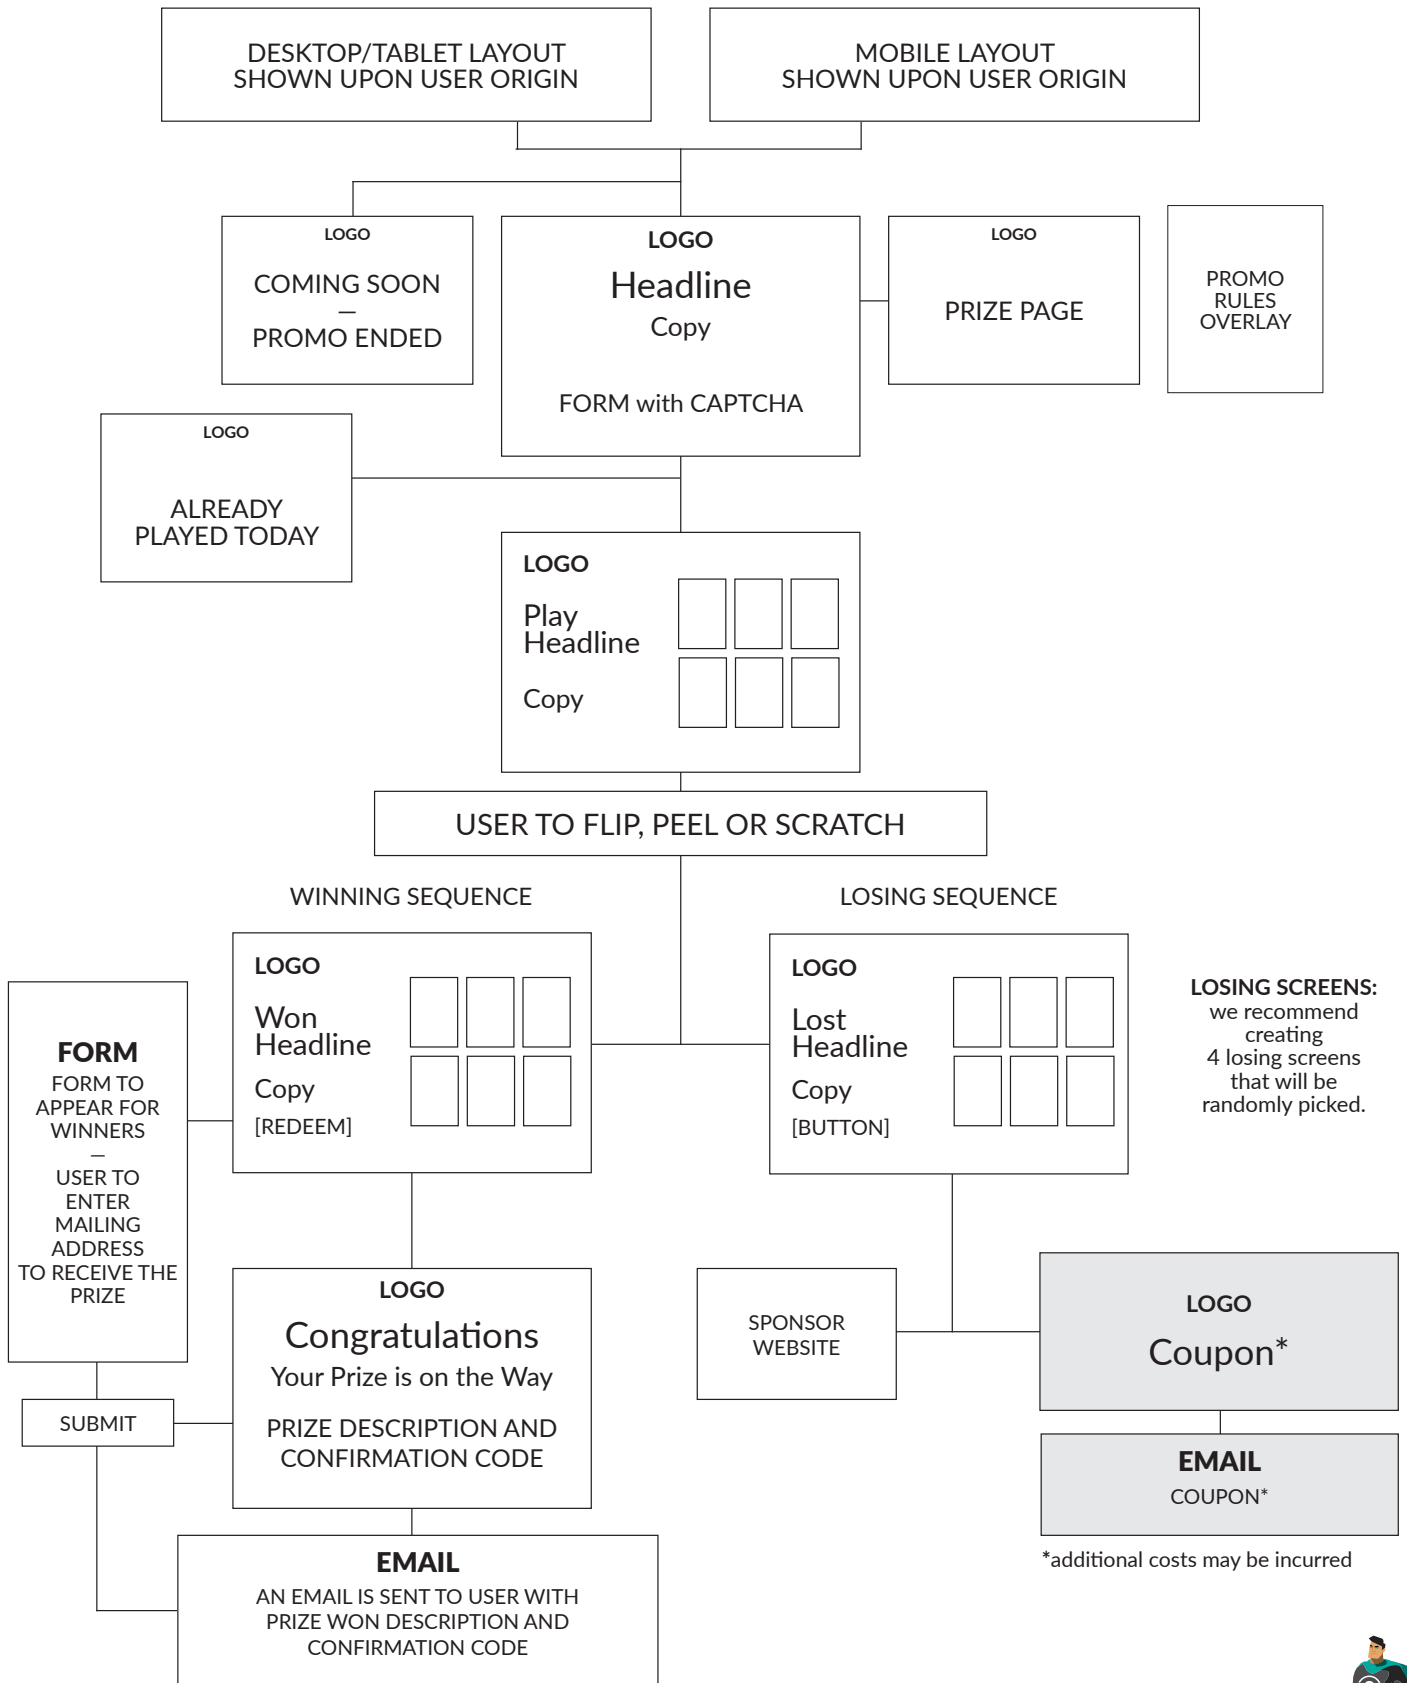 DESKTOP/TABLET LAYOUT
SHOWN UPON USER ORIGIN
MOBILE LAYOUT
SHOWN UPON USER ORIGIN
LOGO
COMING SOON
—
PROMO ENDED
LOGO
Headline
Copy
FORM with CAPTCHA
LOGO
PRIZE PAGE
PROMO
RULES
OVERLAY
LOGO
ALREADY
PLAYED TODAY
LOGO
Play
Headline
Copy
USER TO FLIP, PEEL OR SCRATCH
WINNING SEQUENCE
LOSING SEQUENCE
FORM
FORM TO
APPEAR FOR
WINNERS
—
USER TO
ENTER
MAILING
ADDRESS
TO RECEIVE THE
PRIZE
LOGO
Won
Headline
Copy
[REDEEM]
LOGO
Lost
Headline
Copy
[BUTTON]
LOSING SCREENS:
we recommend
creating
4 losing screens
that will be
randomly picked.
SUBMIT
LOGO
Congratulations
Your Prize is on the Way
PRIZE DESCRIPTION AND
CONFIRMATION CODE
SPONSOR
WEBSITE
LOGO
Coupon*
EMAIL
COUPON*
*additional costs may be incurred
EMAIL
AN EMAIL IS SENT TO USER WITH
PRIZE WON DESCRIPTION AND
CONFIRMATION CODE